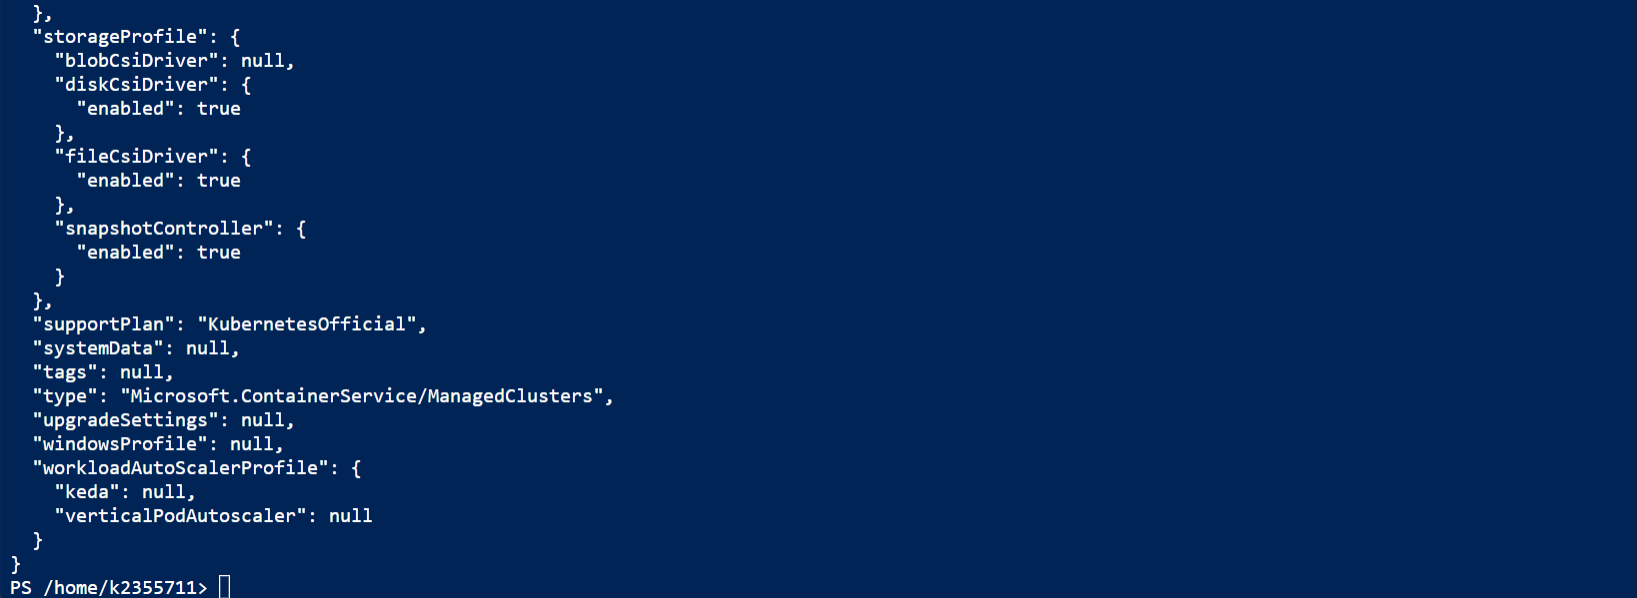 },
  "storageProfile": {
    "blobCsiDriver": null,
    "diskCsiDriver": {
      "enabled": true
    },
    "fileCsiDriver": {
      "enabled": true
    },
    "snapshotController": {
      "enabled": true
    }
  },
  "supportPlan": "KubernetesOfficial",
  "systemData": null,
  "tags": null,
  "type": "Microsoft.ContainerService/ManagedClusters",
  "upgradeSettings": null,
  "windowsProfile": null,
  "workloadAutoScalerProfile": {
    "keda": null,
    "verticalPodAutoscaler": null
  }
}
PS /home/k2355711>